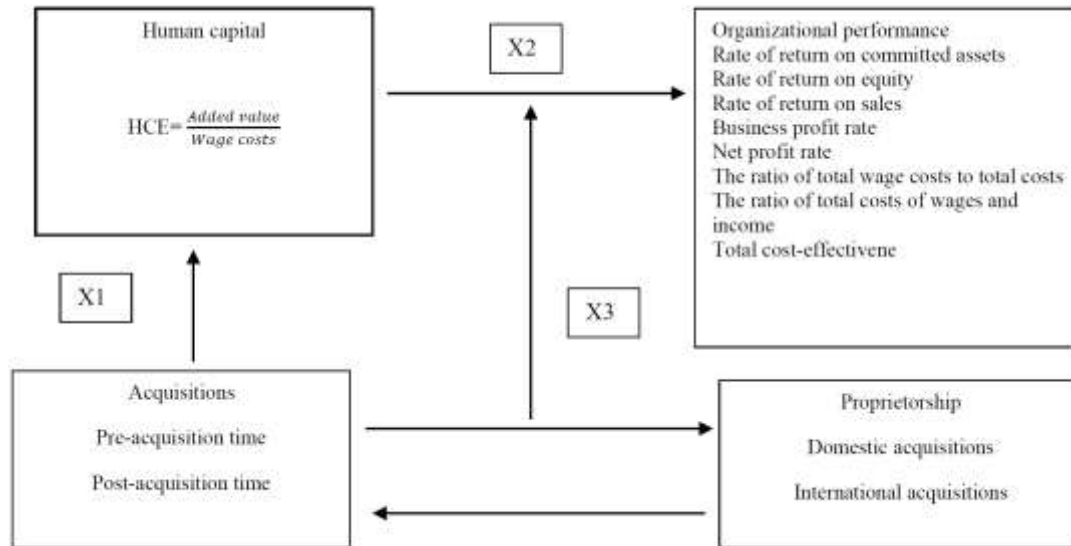 Human capital
HCE= Added value / Wage costs
X2
Organizational performance
Rate of return on committed assets
Rate of return on equity
Rate of return on sales
Business profit rate
Net profit rate
The ratio of total wage costs to total costs
The ratio of total costs of wages and
income
Total cost-effectivene
X1
X3
Acquisitions
Pre-acquisition time
Post-acquisition time
Proprietorship
Domestic acquisitions
International acquisitions